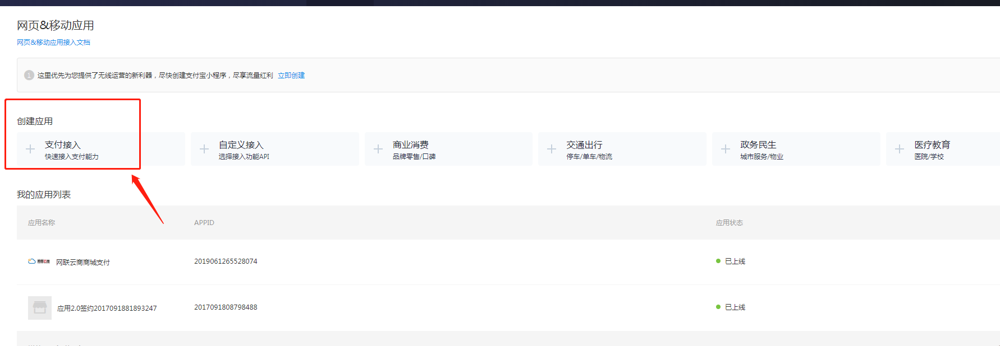 网页&移动应用
网页&移动应用接入文档
这里优先为您提供了无线运营的新利器，尽快创建支付宝小程序，尽享流量红利 立即创建
创建应用
支付接入
快速接入支付能力
自定义接入
选择接入功能API
商业消费
品牌零售/口碑
交通出行
停车/单车/物流
政务民生
城市服务/物业
医疗教育
医院/学校
我的应用列表
应用名称 APPID 应用状态
网联云商商城支付 2019061265528074 已上线
应用2.0签约2017091881893247 2017091808798488 已上线